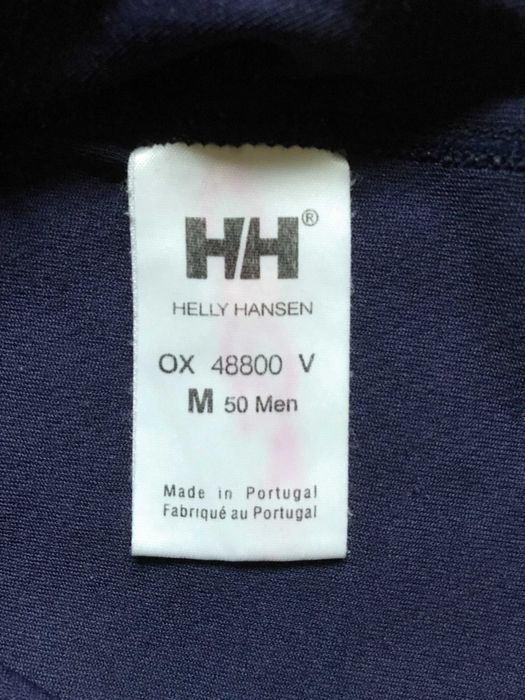 HH®
HELLY HANSEN
OX 48800 V
M 50 Men
Made in Portugal
Fabriqué au Portugal